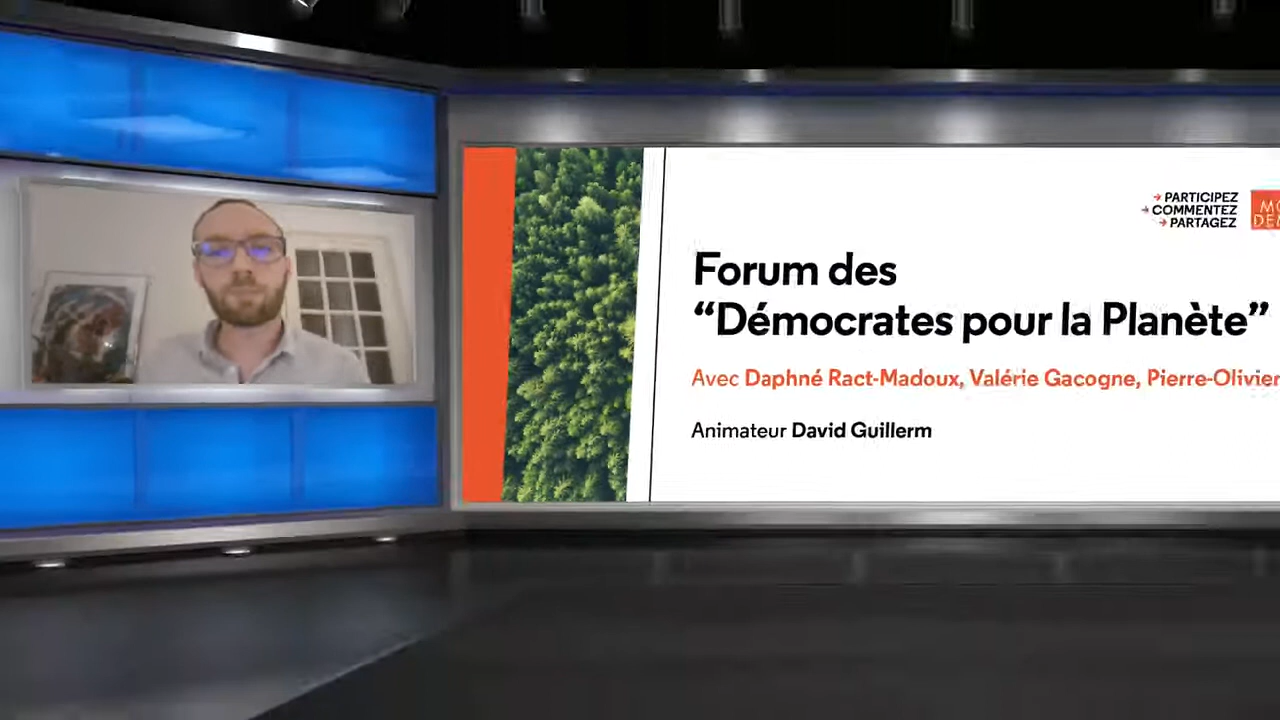 → PARTICIPEZ
→ COMMENTEZ
→ PARTAGEZ
Forum des
“Démocrates pour la Planète”
Avec Daphné Ract-Madoux, Valérie Gacogne, Pierre-Olivier
Animateur David Guillerm